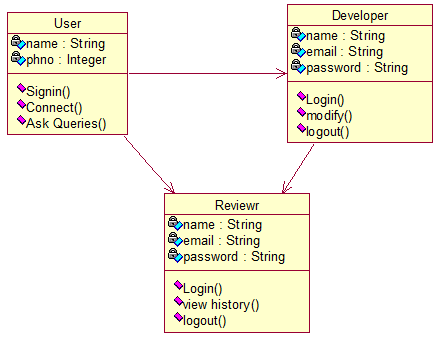 User
name : String
phno : Integer
Signin()
Connect()
Ask Queries()
Developer
name : String
email : String
password : String
Login()
modify()
logout()
Reviewr
name : String
email : String
password : String
Login()
view history()
logout()